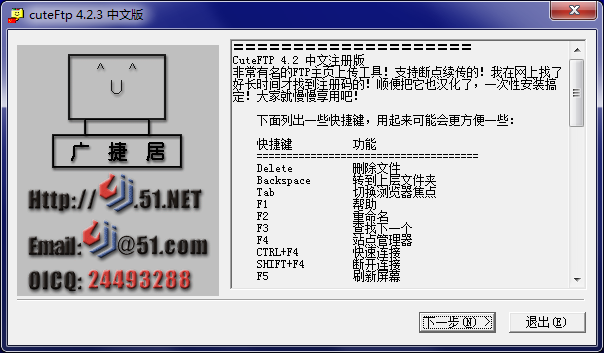 cuteFtp 4.2.3 中文版
========================
CuteFTP 4.2 中文注册版
非常有名的FTP主页上传工具！支持断点续传的！我在网上找了
好长时间才找到注册码的！顺便把它也汉化了，一次性安装搞
定！大家就慢慢享用吧！
下面列出一些快捷键，用起来可能会更方便一些：
快捷键 功能
=====================================
Delete 删除文件
Backspace 转到上层文件夹
Tab 切换浏览器焦点
F1 帮助
F2 重命名
F3 查找下一个
F4 站点管理器
CTRL+F4 快速连接
SHIFT+F4 断开连接
F5 刷新屏幕
广捷居
Http://gjj.51.NET
Email:gjj@51.com
OICQ: 24493288
下一步(N) >
退出(E)